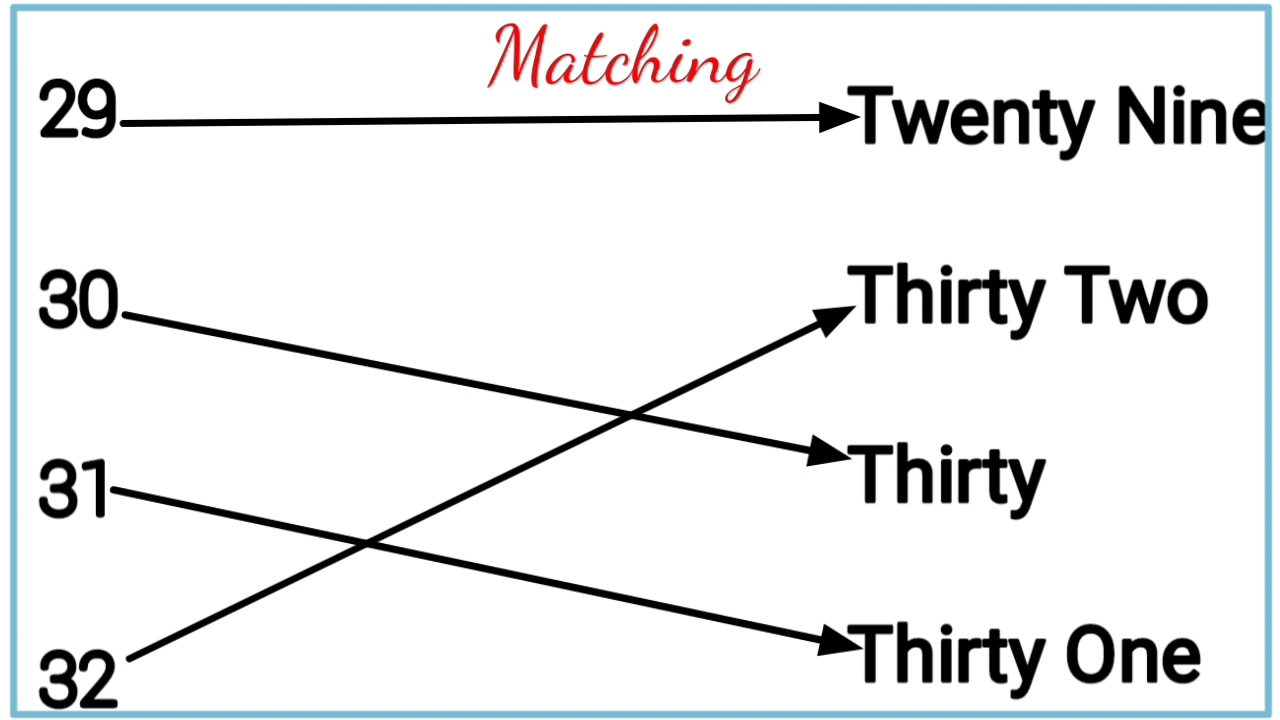 Matching
29 Twenty Nine
30 Thirty Two
31 Thirty
32 Thirty One